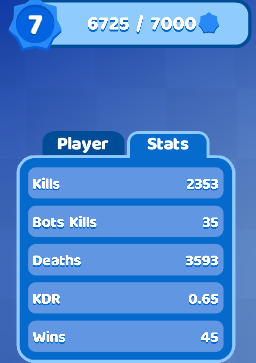 7 6725 / 7000
Player Stats
Kills 2353
Bots Kills 35
Deaths 3593
KDR 0.65
Wins 45